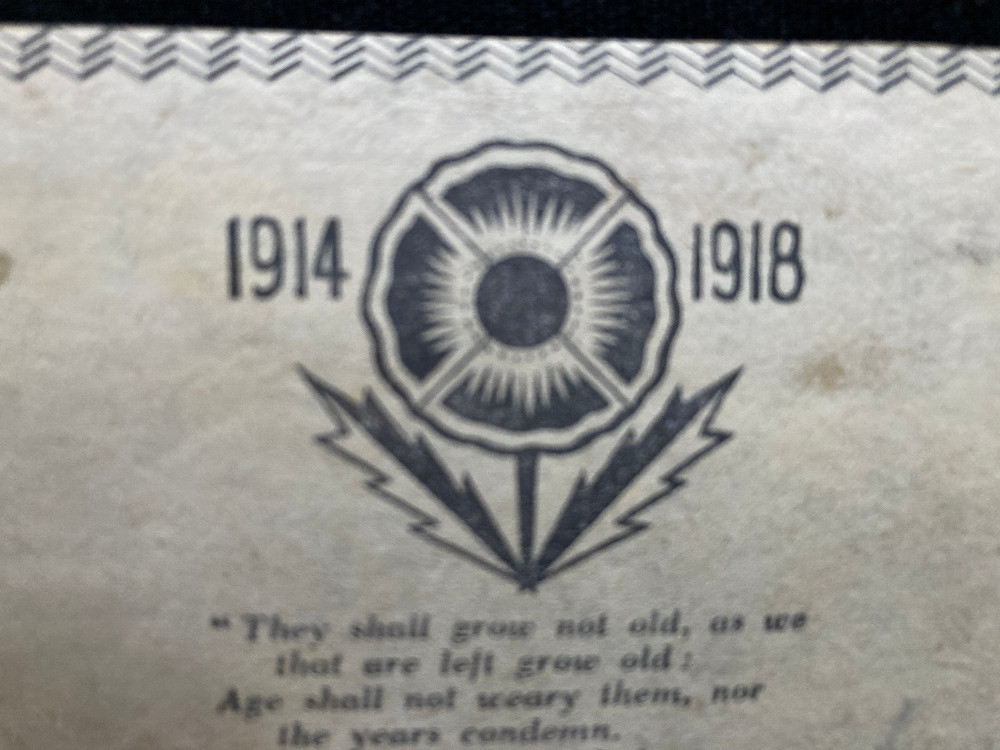 1914 1918
" They shall grow not old, as we
that are left grow old :
Age shall not weary them, nor
the years condemn.